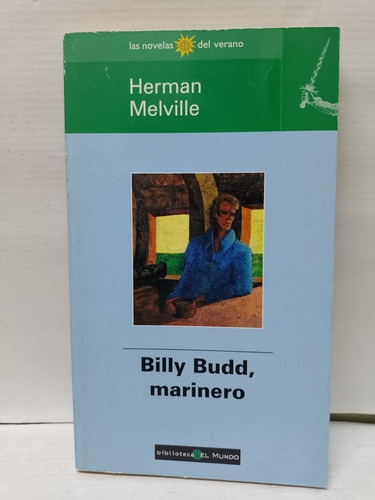 las novelas del verano
Herman
Melville
Billy Budd,
marinero
biblioteca EL MUNDO